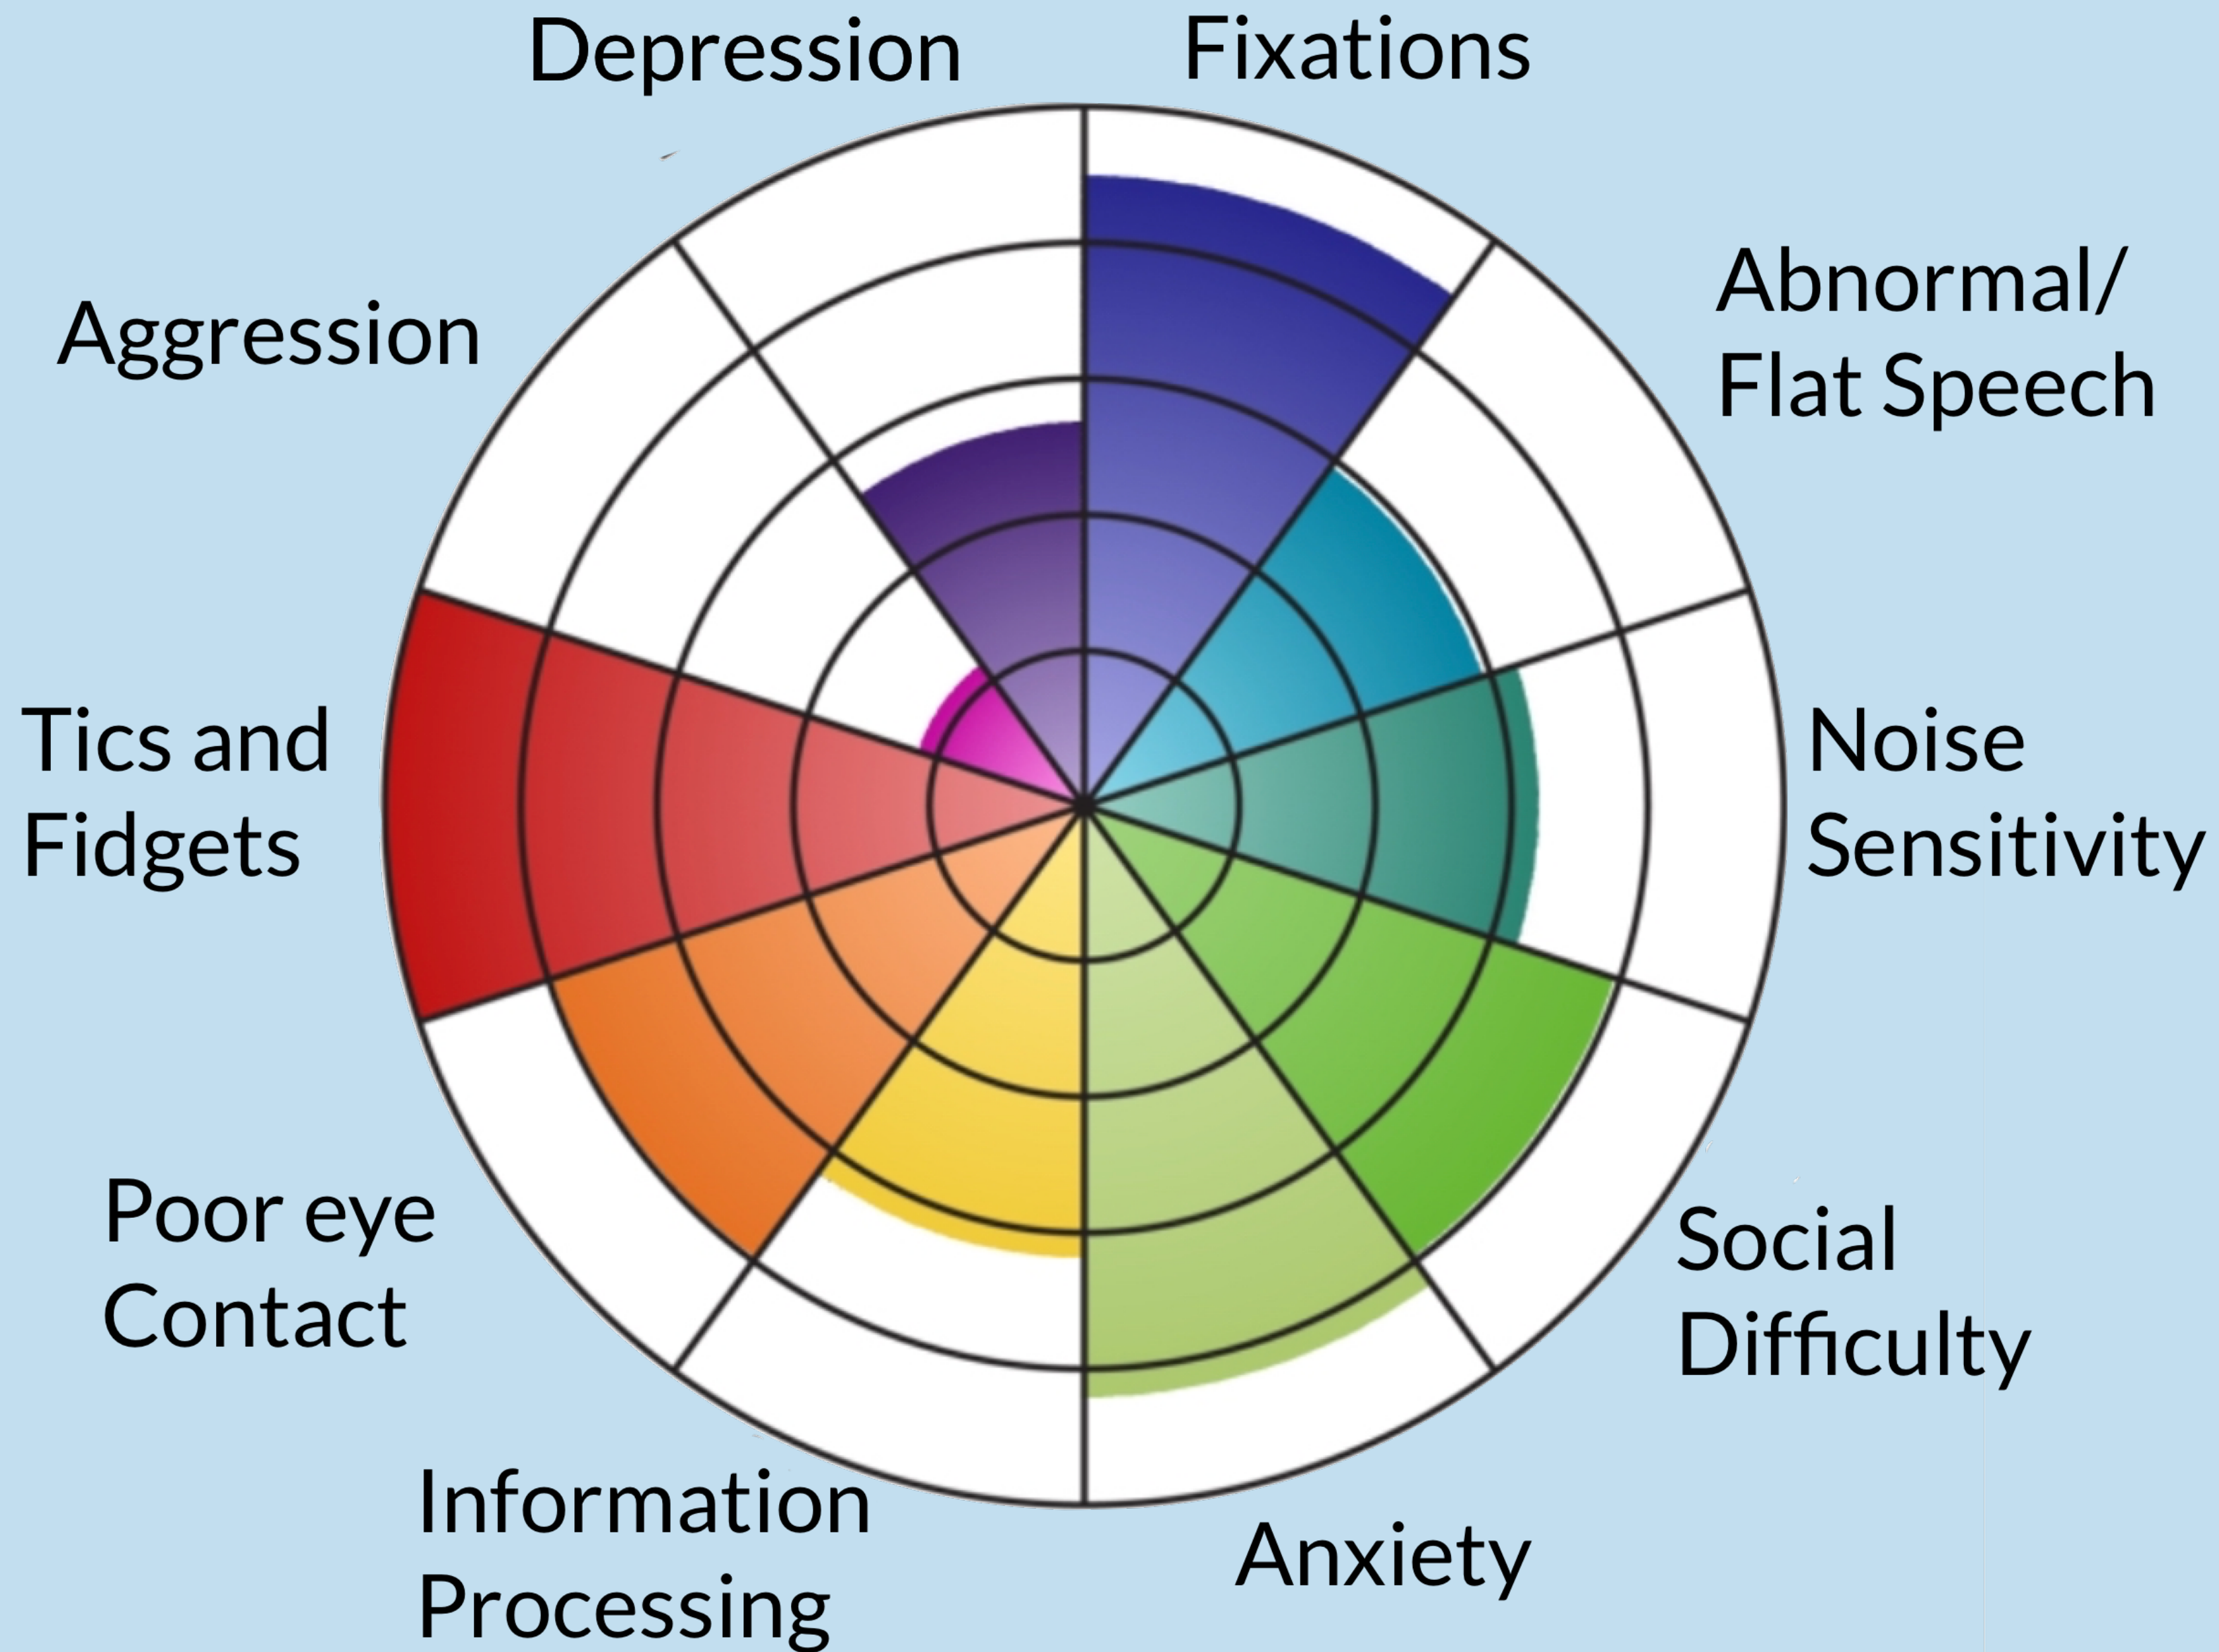 Depression
Fixations
Abnormal/
Flat Speech
Noise
Sensitivity
Social
Difficulty
Anxiety
Information
Processing
Poor eye
Contact
Tics and
Fidgets
Aggression